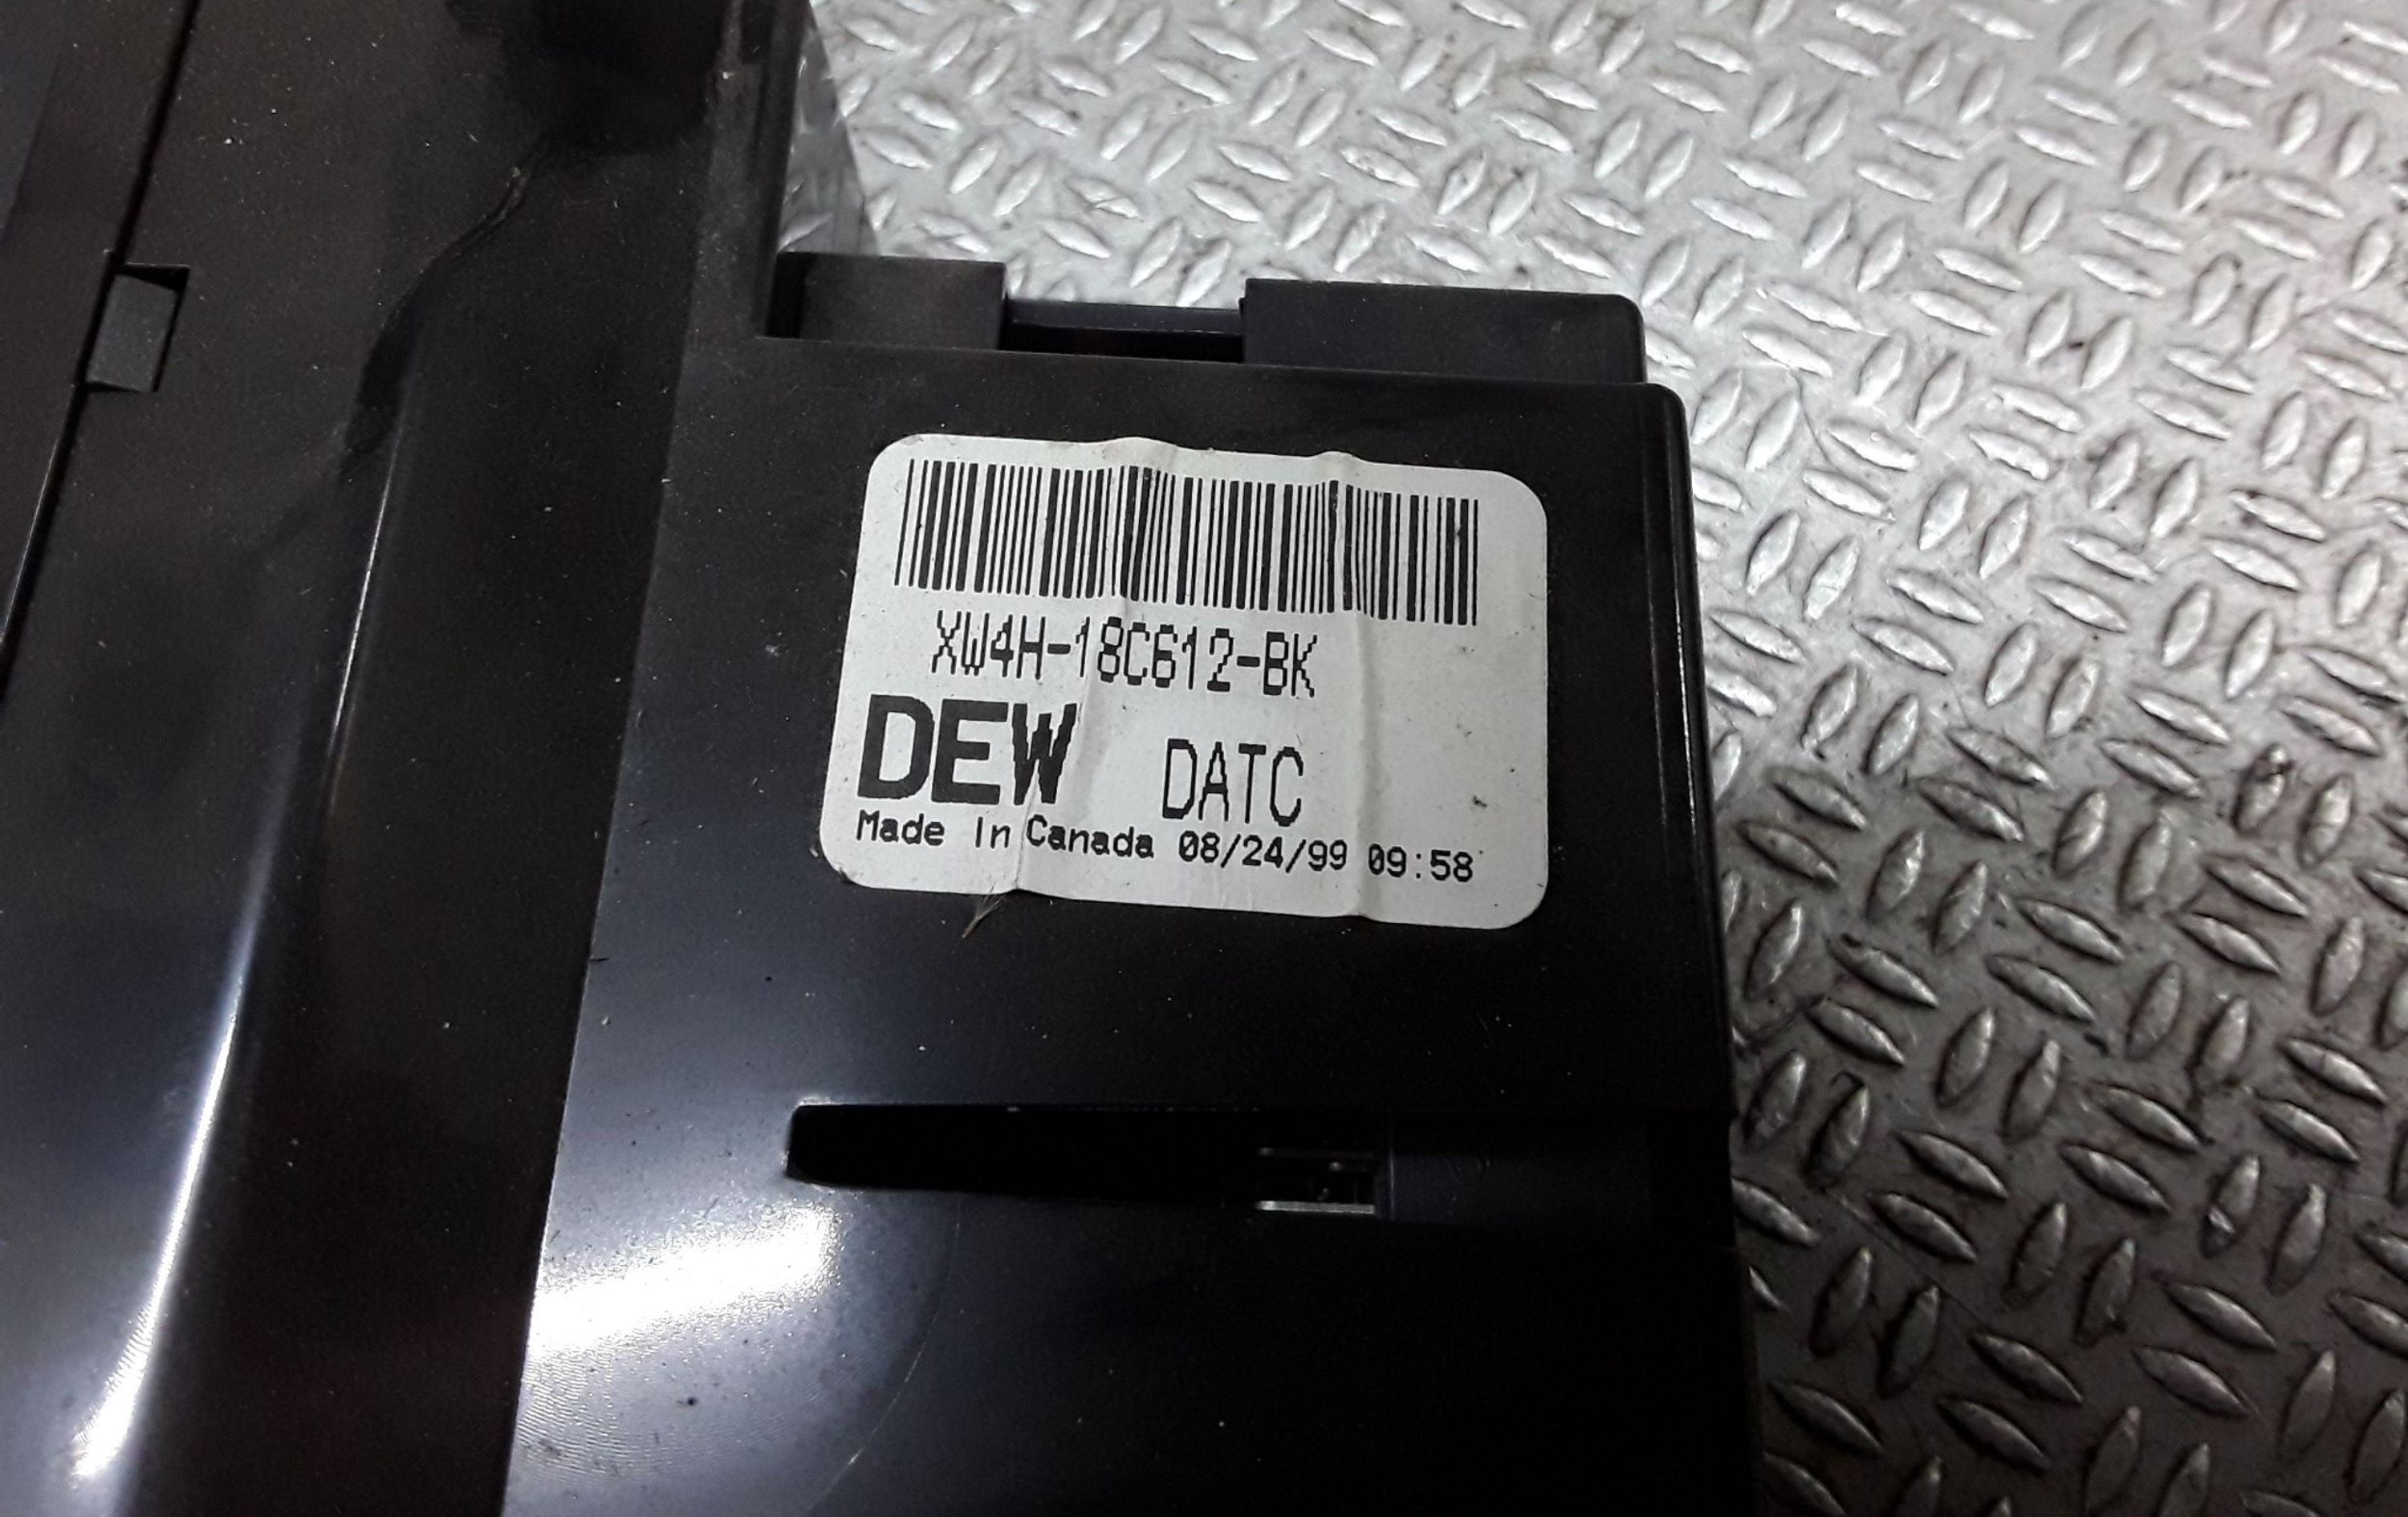 XW4H-18C612-BK
DEW DATC
Made In Canada 08/24/99 09:58